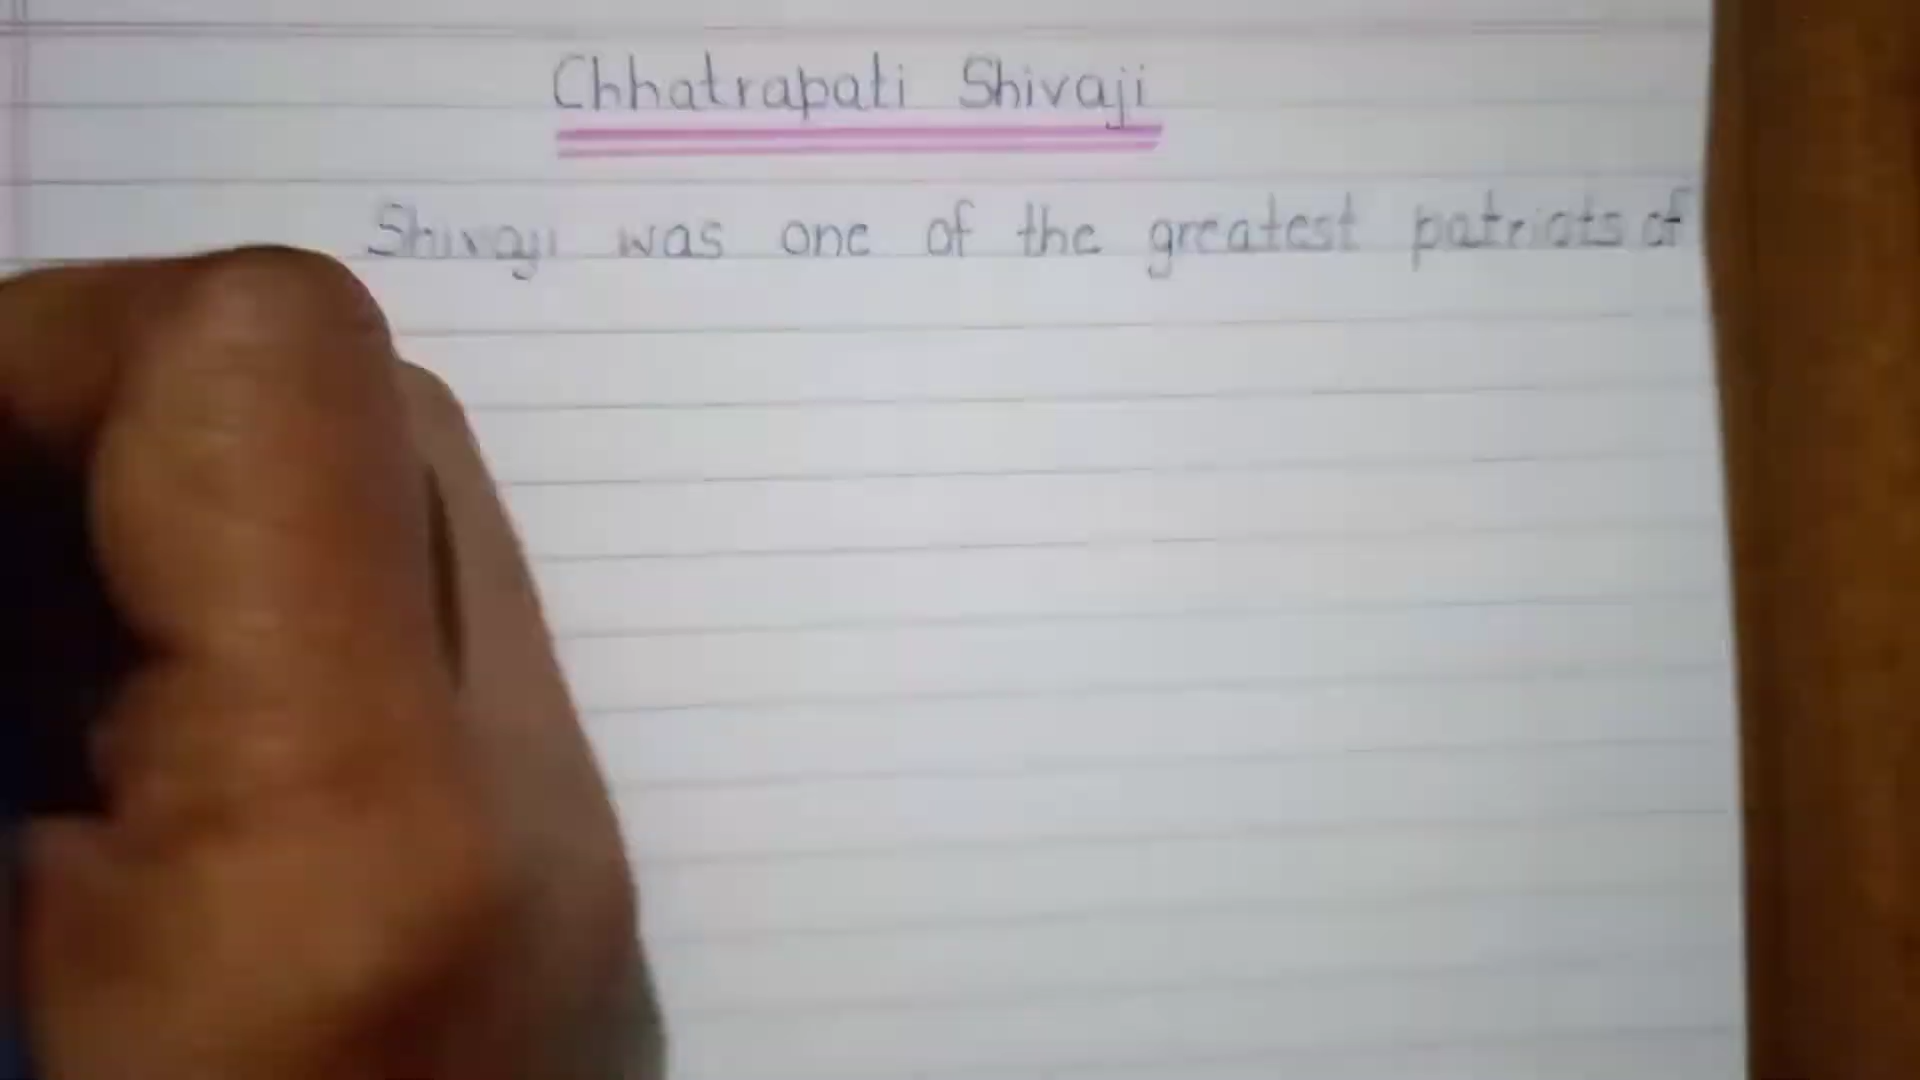 Chhatrapati Shivaji
Shivaji was one of the greatest patriots of